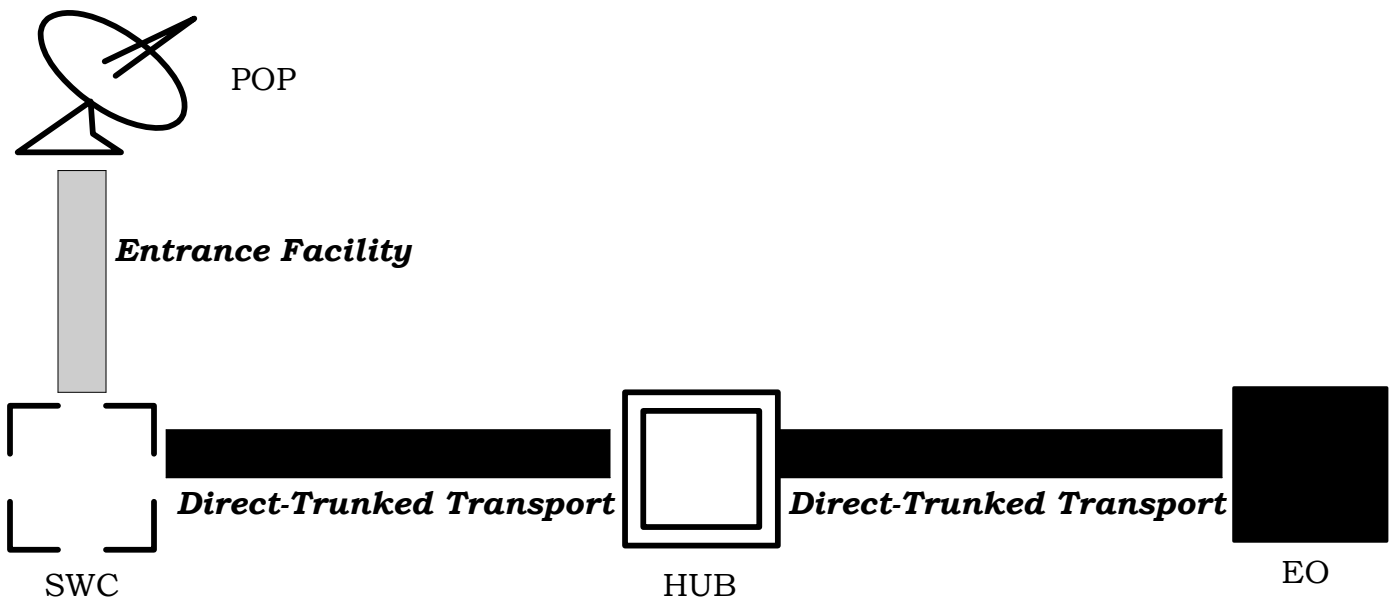 POP
Entrance Facility
Direct-Trunked Transport
Direct-Trunked Transport
SWC
HUB
EO